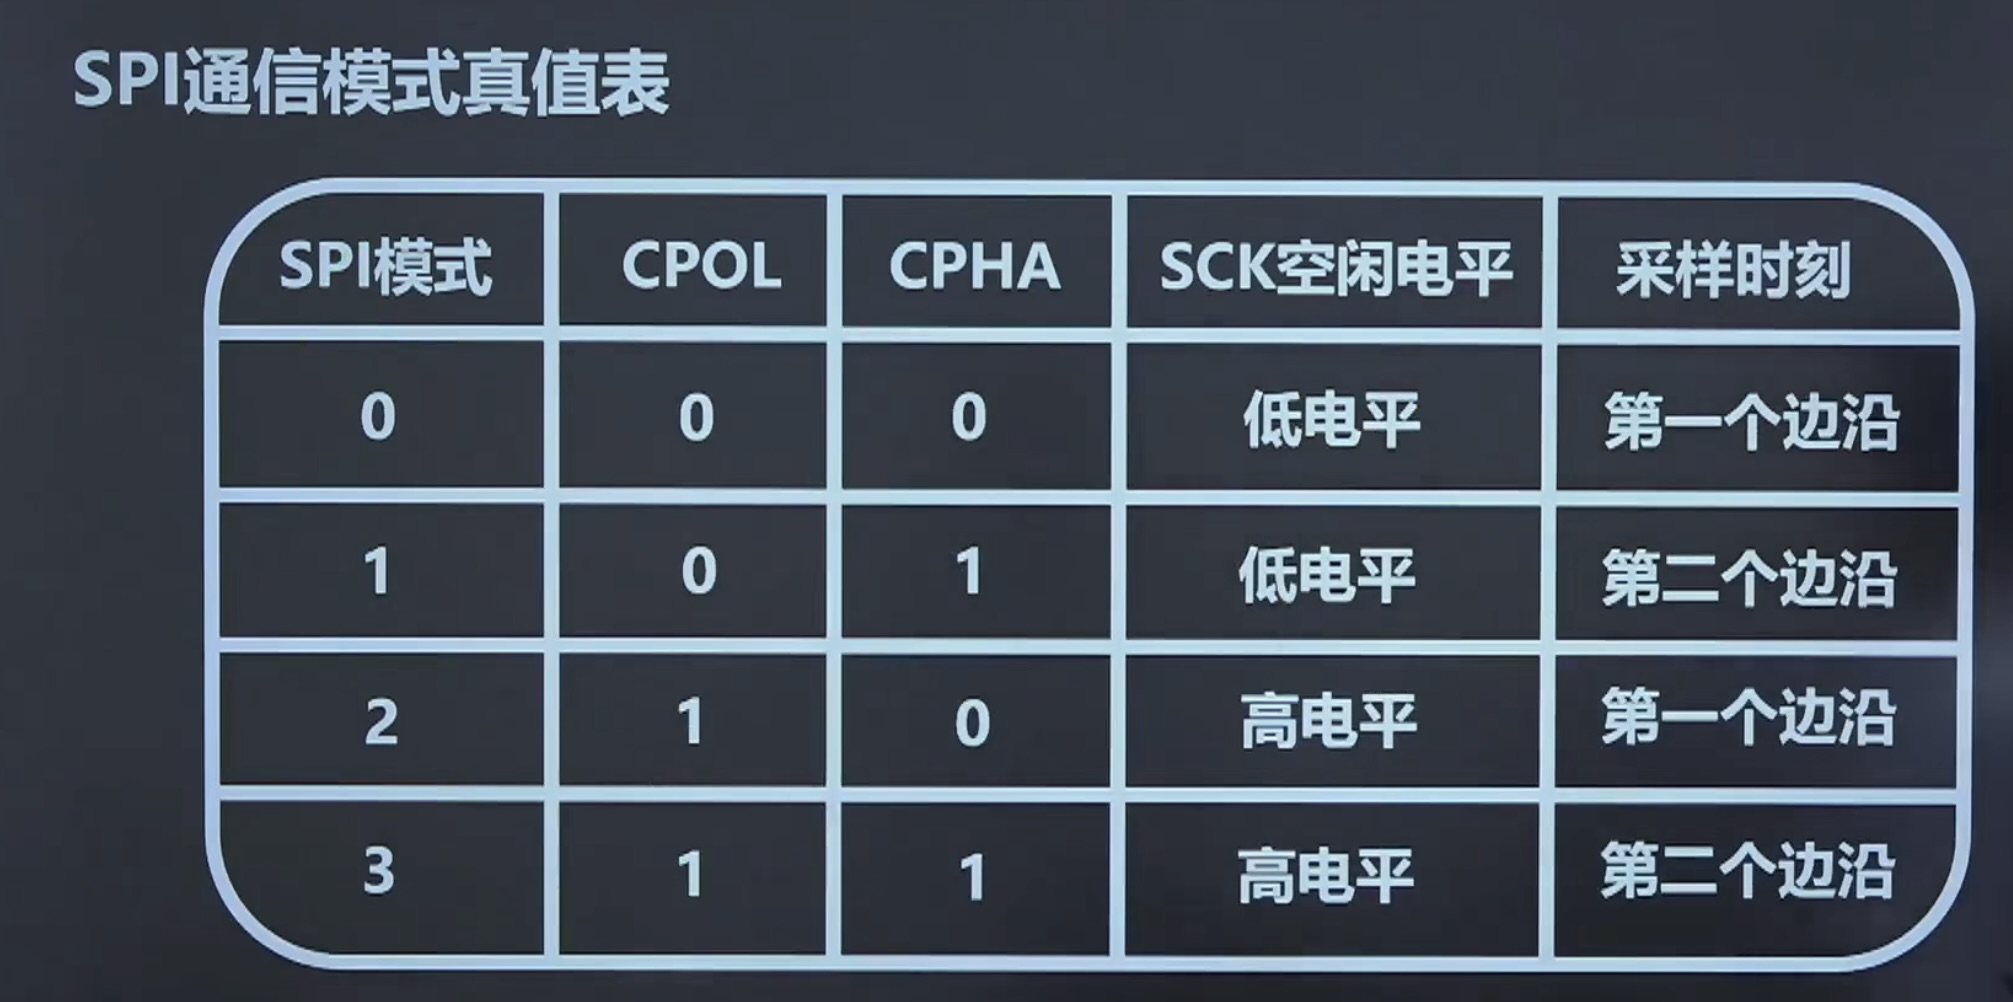 SPI通信模式真值表
SPI模式 CPOL CPHA SCK空闲电平 采样时刻
0 0 0 低电平 第一个边沿
1 0 1 低电平 第二个边沿
2 1 0 高电平 第一个边沿
3 1 1 高电平 第二个边沿